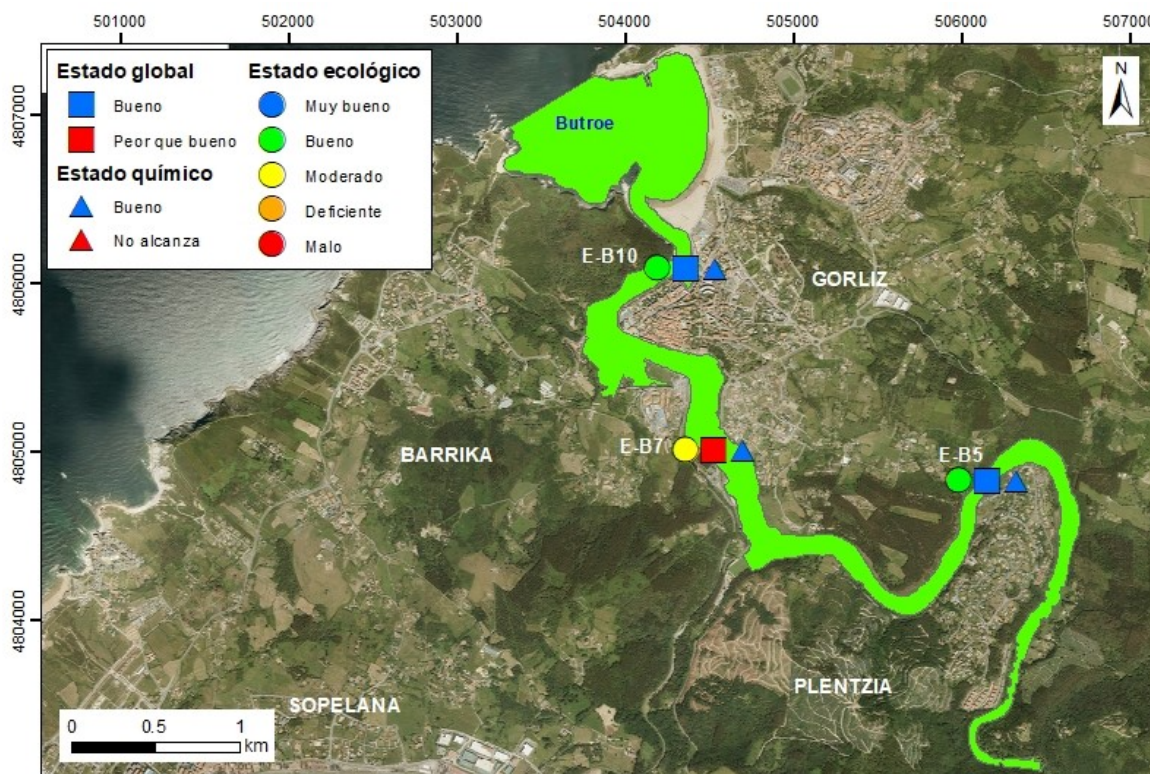 501000 502000 503000 504000 505000 506000 507000
Estado global
Bueno
Peor que bueno
Estado químico
Bueno
No alcanza
Estado ecológico
Muy bueno
Bueno
Moderado
Deficiente
Malo
N
4807000
Butroe
E-B10
GORLIZ
4806000
BARRIKA
E-B7
E-B5
4805000
4804000
PLENTZIA
SOPELANA
0 0.5 1
km